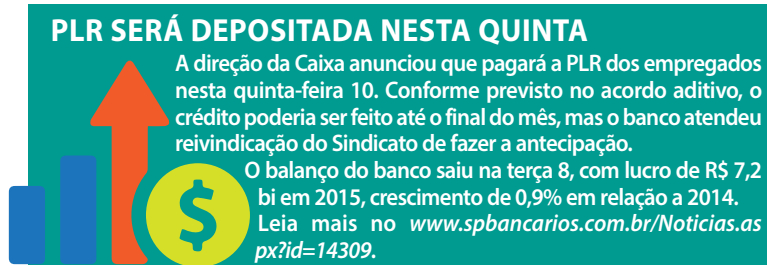 PLR SERÁ DEPOSITADA NESTA QUINTA
A direção da Caixa anunciou que pagará a PLR dos empregados
nesta quinta-feira 10. Conforme previsto no acordo aditivo, o
crédito poderia ser feito até o final do mês, mas o banco atendeu
reivindicação do Sindicato de fazer a antecipação.
O balanço do banco saiu na terça 8, com lucro de R$ 7,2
bi em 2015, crescimento de 0,9% em relação a 2014.
Leia mais no www.spbancarios.com.br/Noticias.as
px?id=14309.
$